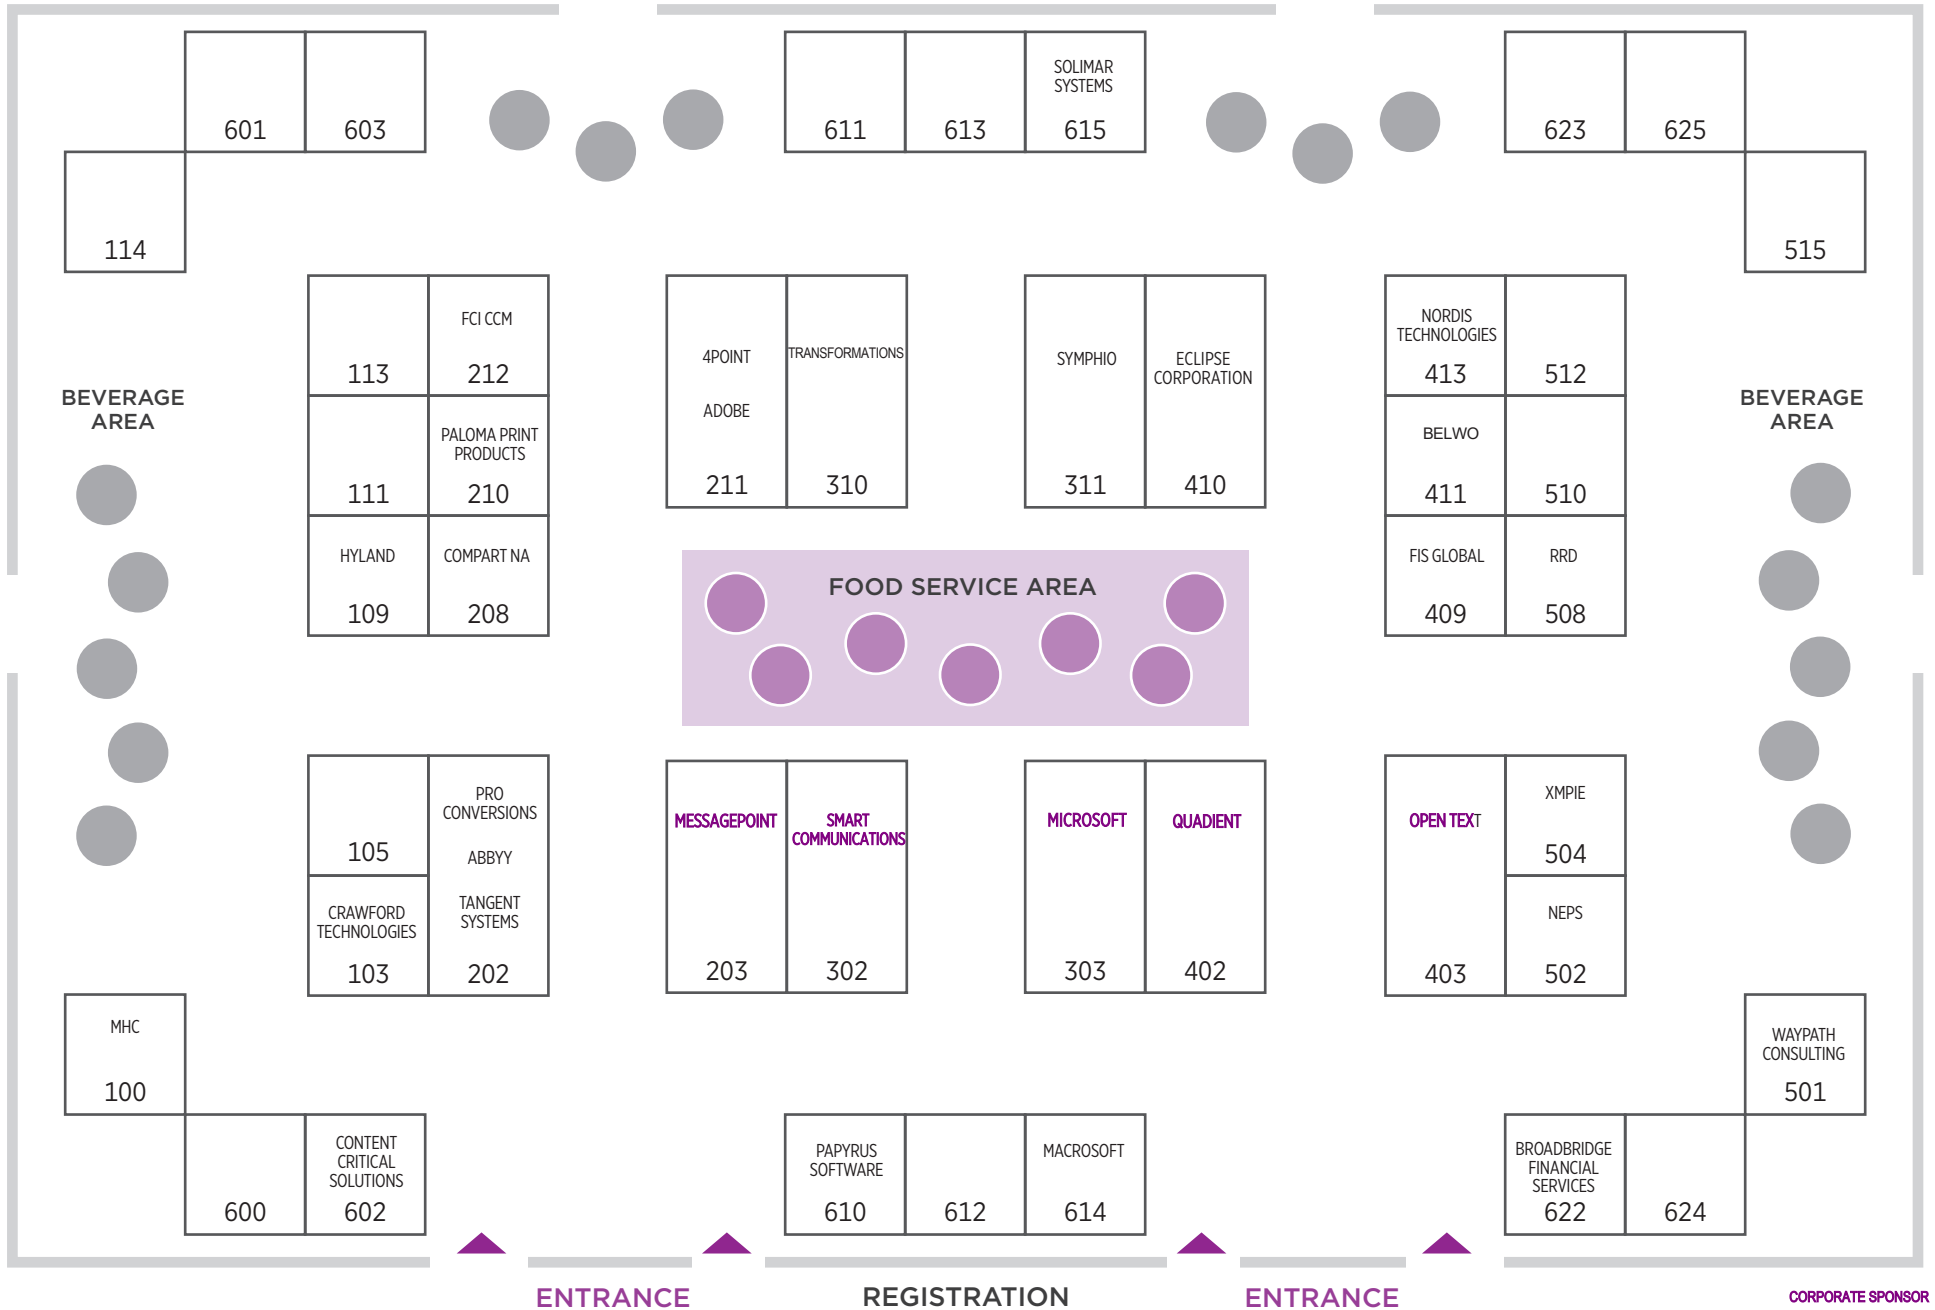 601
603
611
613
SOLIMAR
SYSTEMS
615
623
625
114
515
113
FCI CCM
212
111
PALOMA PRINT
PRODUCTS
210
HYLAND
109
COMPART NA
208
4POINT
ADOBE
211
TRANSFORMATIONS
310
SYMPHIO
311
ECLIPSE
CORPORATION
410
NORDIS
TECHNOLOGIES
413
512
BELWO
411
510
FIS GLOBAL
409
RRD
508
BEVERAGE
AREA
BEVERAGE
AREA
FOOD SERVICE AREA
105
PRO
CONVERSIONS
ABBYY
TANGENT
SYSTEMS
202
CRAWFORD
TECHNOLOGIES
103
MESSAGEPOINT
203
SMART
COMMUNICATIONS
302
MICROSOFT
303
QUADIENT
402
OPEN TEXT
403
XMPIE
504
NEPS
502
MHC
100
WAYPATH
CONSULTING
501
600
CONTENT
CRITICAL
SOLUTIONS
602
PAPYRUS
SOFTWARE
610
612
MACROSOFT
614
BROADBRIDGE
FINANCIAL
SERVICES
622
624
ENTRANCE
REGISTRATION
ENTRANCE
CORPORATE SPONSOR